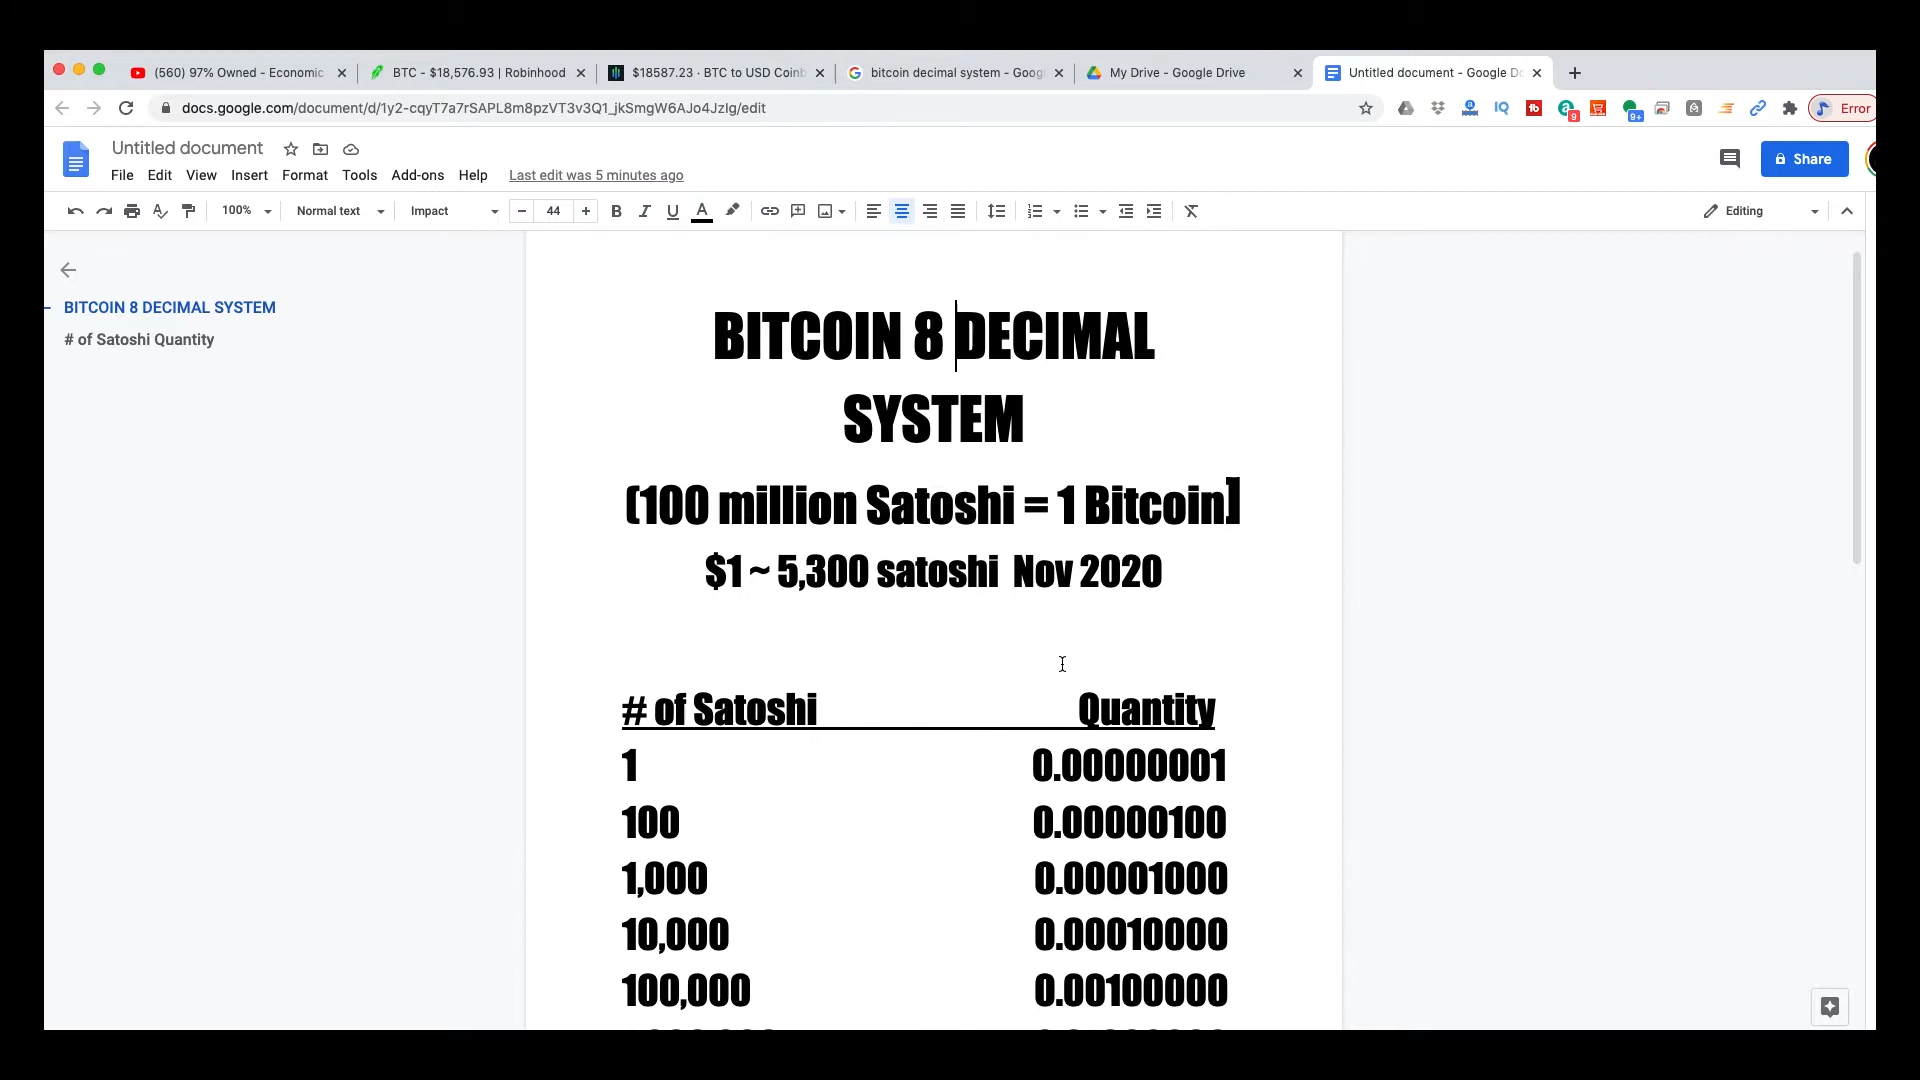 (560) 97% Owned - Economic
BTC - $18,576.93 | Robinhood
$18587.23 · BTC to USD Coinb
bitcoin decimal system - Goog
My Drive - Google Drive
Untitled document - Google Do
docs.google.com/document/d/1y2-cqyT7a7rSAPL8m8pzVT3v3Q1_jkSmgW6AJo4JzIg/edit
Error
Untitled document
File Edit View Insert Format Tools Add-ons Help Last edit was 5 minutes ago
Share
100% Normal text Impact 44 Editing
BITCOIN 8 DECIMAL SYSTEM
# of Satoshi Quantity
BITCOIN 8 DECIMAL
SYSTEM
(100 million Satoshi = 1 Bitcoin]
$1 ~ 5,300 satoshi Nov 2020
# of Satoshi Quantity
1 0.00000001
100 0.00000100
1,000 0.00001000
10,000 0.00010000
100,000 0.00100000